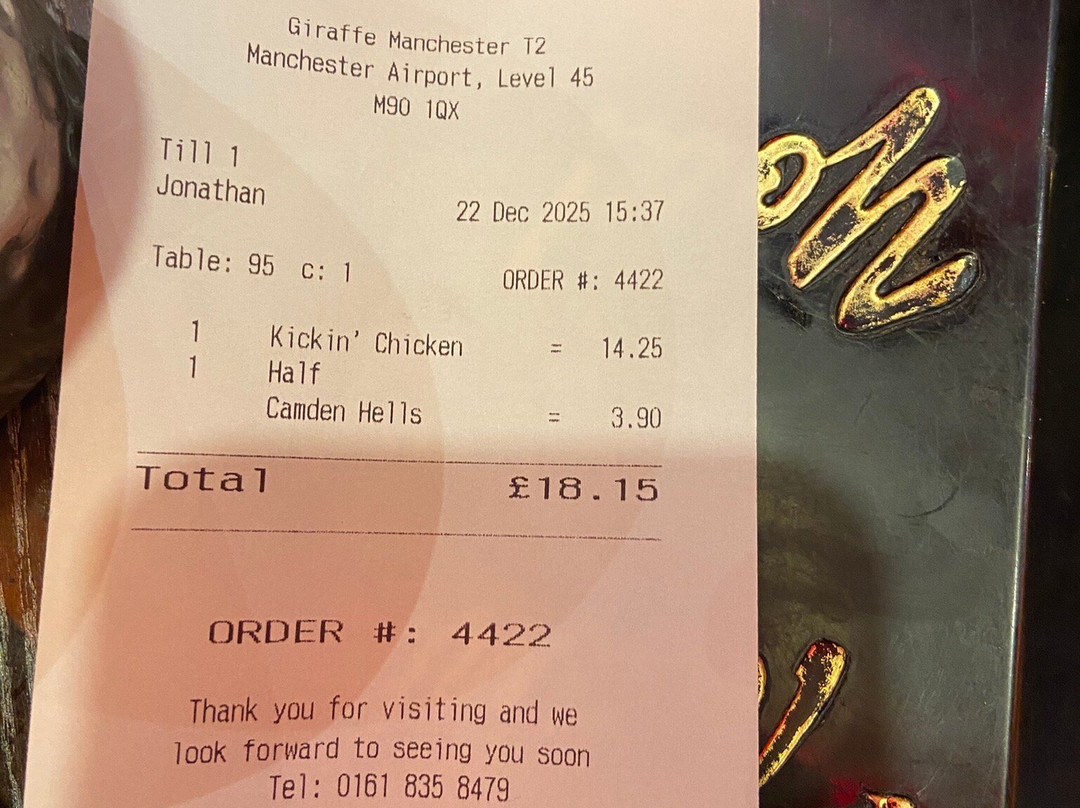 Giraffe Manchester T2
Manchester Airport, Level 45
M90 1QX
Till 1
Jonathan
22 Dec 2025 15:37
Table: 95 c: 1
ORDER #: 4422
1 Kickin' Chicken = 14.25
1 Half
Camden Hells = 3.90
Total £18.15
ORDER #: 4422
Thank you for visiting and we
look forward to seeing you soon
Tel: 0161 835 8479